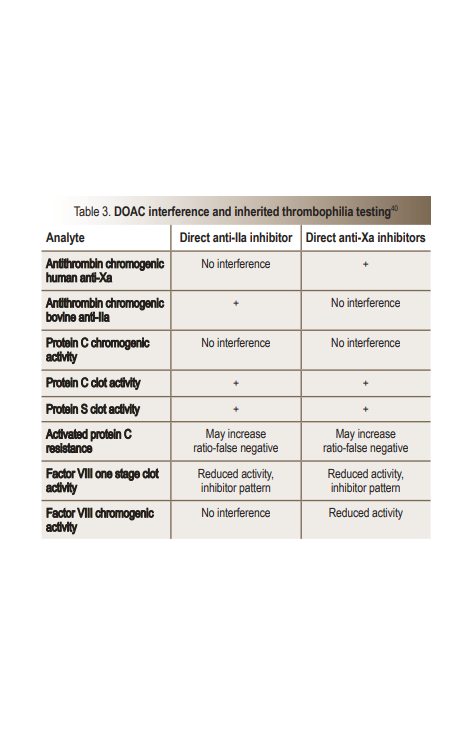 Table 3. DOAC interference and inherited thrombophilia testing40
Analyte Direct anti-IIa inhibitor Direct anti-Xa inhibitors
Antithrombin chromogenic No interference +
human anti-Xa
Antithrombin chromogenic + No interference
bovine anti-IIa
Protein C chromogenic No interference No interference
activity
Protein C clot activity + +
Protein S clot activity + +
Activated protein C May increase May increase
resistance ratio-false negative ratio-false negative
Factor VIII one stage clot Reduced activity, Reduced activity,
activity inhibitor pattern inhibitor pattern
Factor VIII chromogenic No interference Reduced activity
activity